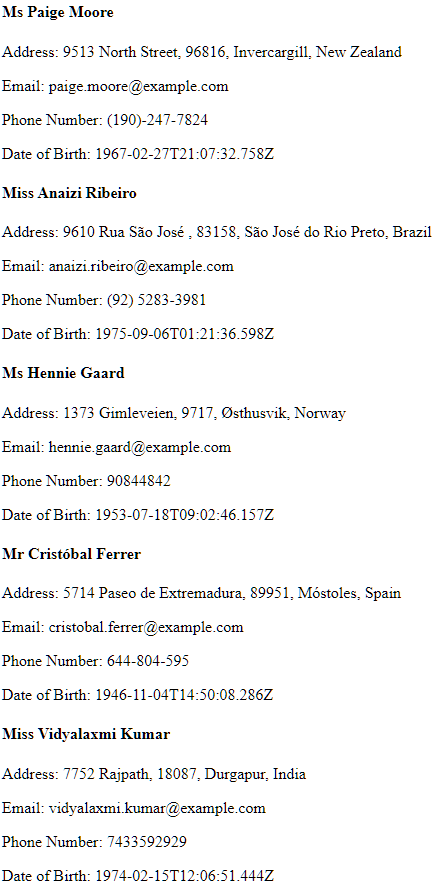 Ms Paige Moore
Address: 9513 North Street, 96816, Invercargill, New Zealand
Email: paige.moore@example.com
Phone Number: (190)-247-7824
Date of Birth: 1967-02-27T21:07:32.758Z
Miss Anaizi Ribeiro
Address: 9610 Rua São José , 83158, São José do Rio Preto, Brazil
Email: anaizi.ribeiro@example.com
Phone Number: (92) 5283-3981
Date of Birth: 1975-09-06T01:21:36.598Z
Ms Hennie Gaard
Address: 1373 Gimleveien, 9717, Østhusvik, Norway
Email: hennie.gaard@example.com
Phone Number: 90844842
Date of Birth: 1953-07-18T09:02:46.157Z
Mr Cristóbal Ferrer
Address: 5714 Paseo de Extremadura, 89951, Móstoles, Spain
Email: cristobal.ferrer@example.com
Phone Number: 644-804-595
Date of Birth: 1946-11-04T14:50:08.286Z
Miss Vidyalaxmi Kumar
Address: 7752 Rajpath, 18087, Durgapur, India
Email: vidyalaxmi.kumar@example.com
Phone Number: 7433592929
Date of Birth: 1974-02-15T12:06:51.444Z